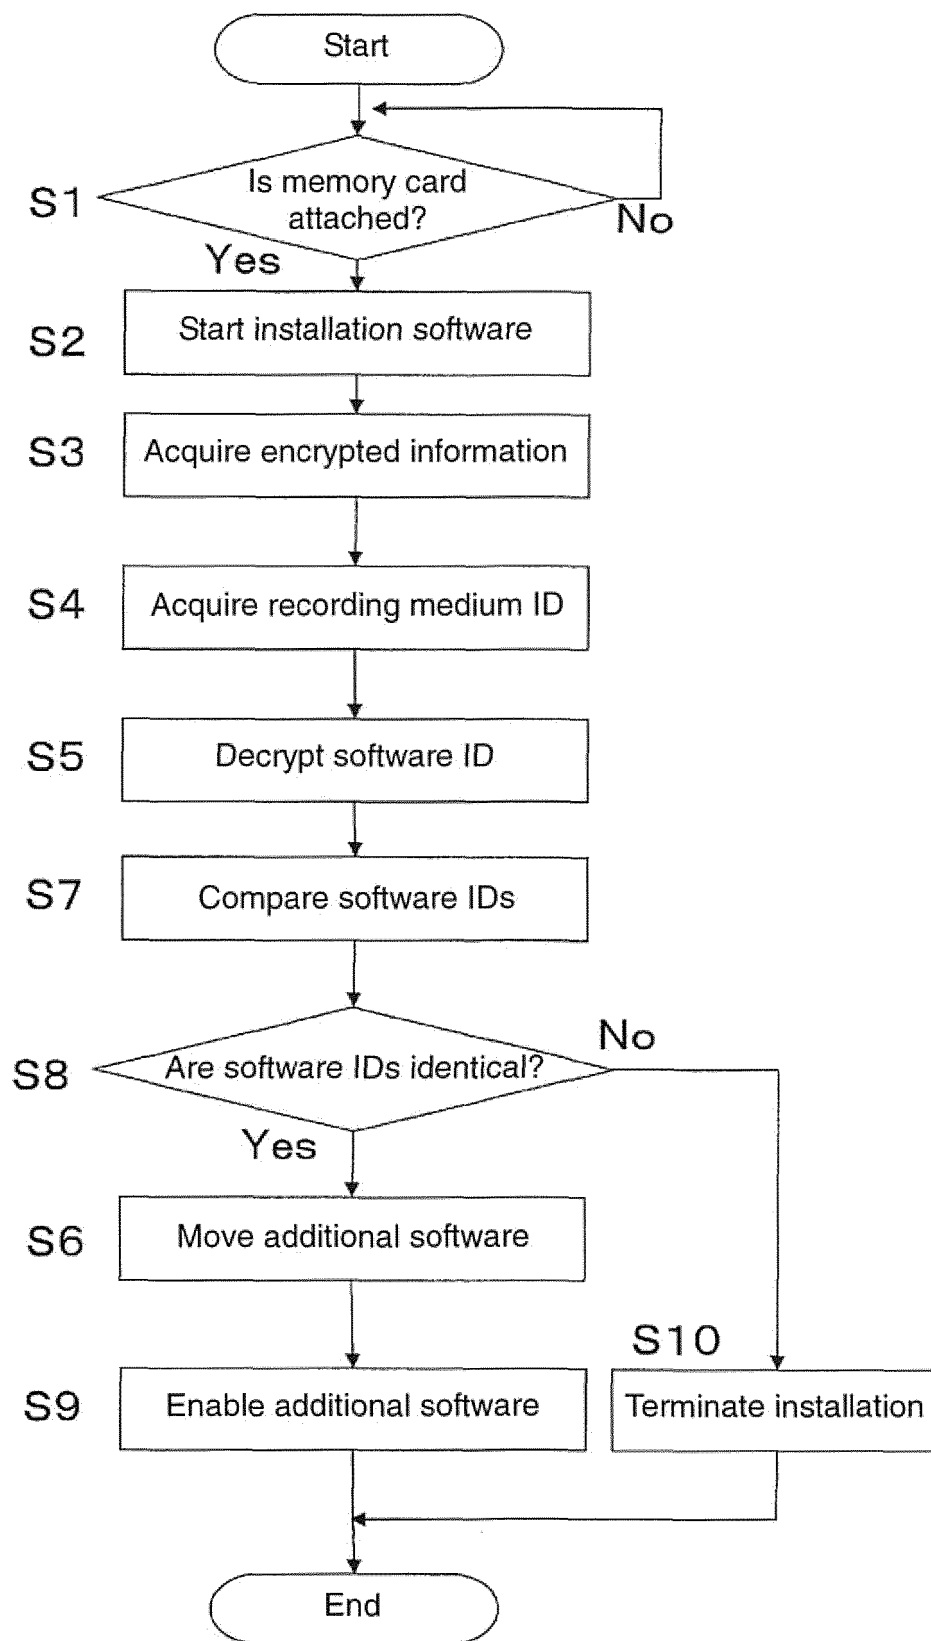 Start
S1
Is memory card
attached?
No
Yes
S2
Start installation software
S3
Acquire encrypted information
S4
Acquire recording medium ID
S5
Decrypt software ID
S7
Compare software IDs
No
S8
Are software IDs identical?
Yes
S6
Move additional software
S10
S9
Enable additional software
Terminate installation
End